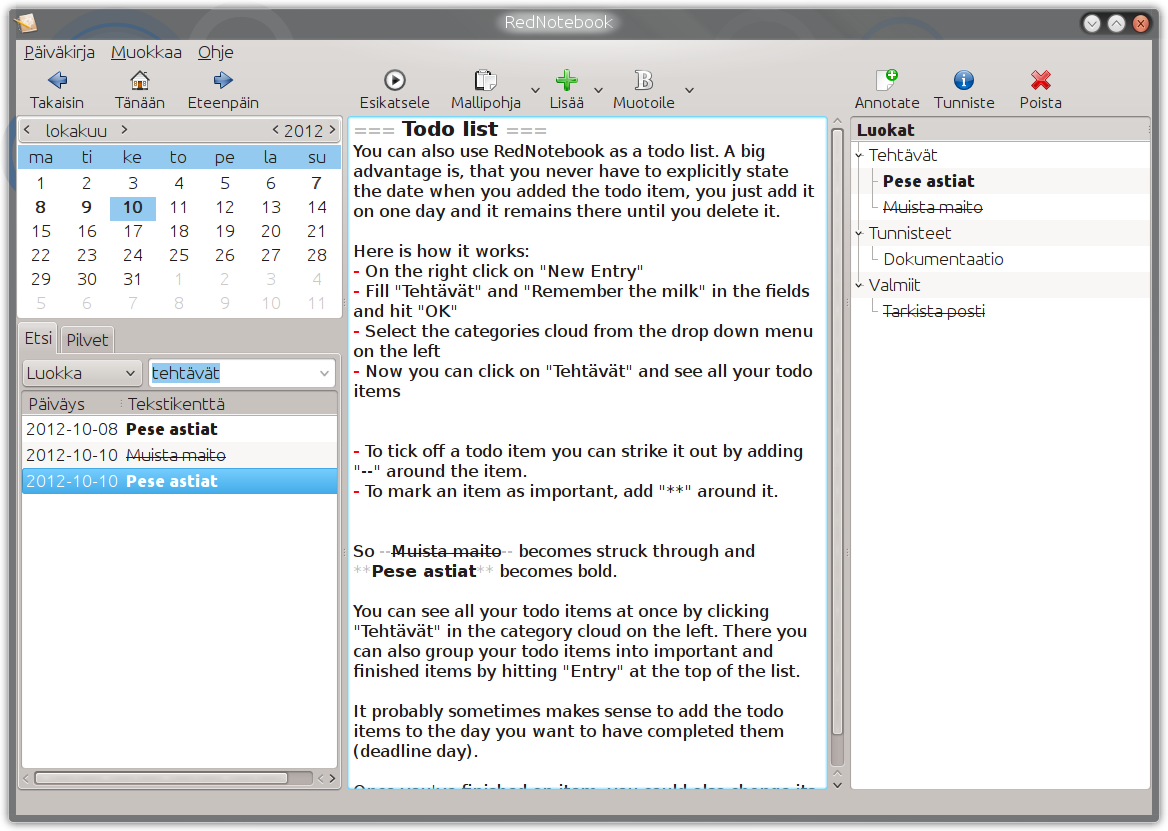 RedNotebook
Päiväkirja Muokkaa Ohje
Takaisin Tänään Eteenpäin Esikatsele Mallipohja Lisää Muotoile Annotate Tunniste Poista
< lokakuu > < 2012 >
ma ti ke to pe la su
1 2 3 4 5 6 7
8 9 10 11 12 13 14
15 16 17 18 19 20 21
22 23 24 25 26 27 28
29 30 31 1 2 3 4
5 6 7 8 9 10 11
Etsi Pilvet
Luokka tehtävät
Päiväys Tekstikenttä
2012-10-08 Pese astiat
2012-10-10 Muista maito
2012-10-10 Pese astiat
=== Todo list ===
You can also use RedNotebook as a todo list. A big
advantage is, that you never have to explicitly state
the date when you added the todo item, you just add it
on one day and it remains there until you delete it.
Here is how it works:
- On the right click on "New Entry"
- Fill "Tehtävät" and "Remember the milk" in the fields
and hit "OK"
- Select the categories cloud from the drop down menu
on the left
- Now you can click on "Tehtävät" and see all your todo
items
- To tick off a todo item you can strike it out by adding
"--" around the item.
- To mark an item as important, add "**" around it.
So --Muista maito-- becomes struck through and
**Pese astiat** becomes bold.
You can see all your todo items at once by clicking
"Tehtävät" in the category cloud on the left. There you
can also group your todo items into important and
finished items by hitting "Entry" at the top of the list.
It probably sometimes makes sense to add the todo
items to the day you want to have completed them
(deadline day).
Once you've finished an item, you could also change its
Luokat
Tehtävät
Pese astiat
Muista maito
Tunnisteet
Dokumentaatio
Valmiit
Tarkista posti